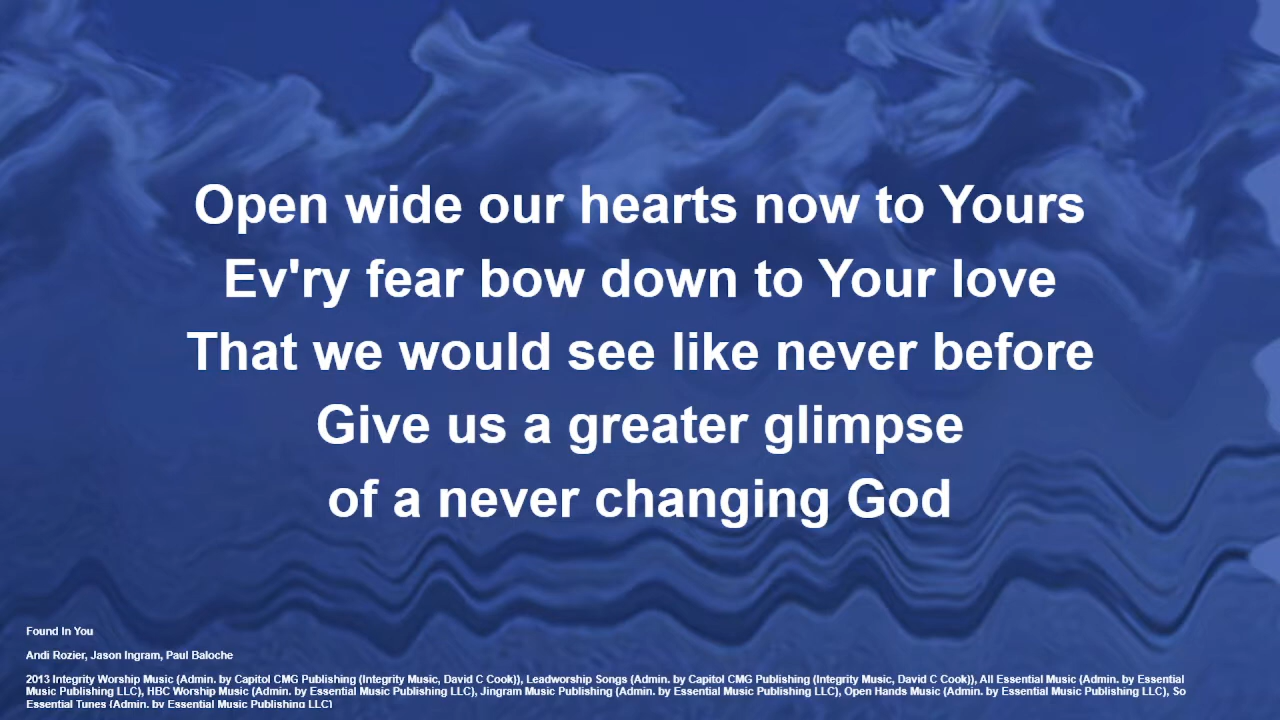 Open wide our hearts now to Yours
Ev'ry fear bow down to Your love
That we would see like never before
Give us a greater glimpse
of a never changing God
Found In You
Andi Rozier, Jason Ingram, Paul Baloche
2013 Integrity Worship Music (Admin. by Capitol CMG Publishing (Integrity Music, David C Cook)), Leadworship Songs (Admin. by Capitol CMG Publishing (Integrity Music, David C Cook)), All Essential Music (Admin. by Essential
Music Publishing LLC), HBC Worship Music (Admin. by Essential Music Publishing LLC), Jingram Music Publishing (Admin. by Essential Music Publishing LLC), Open Hands Music (Admin. by Essential Music Publishing LLC), So
Essential Tunes (Admin. by Essential Music Publishing LLC)